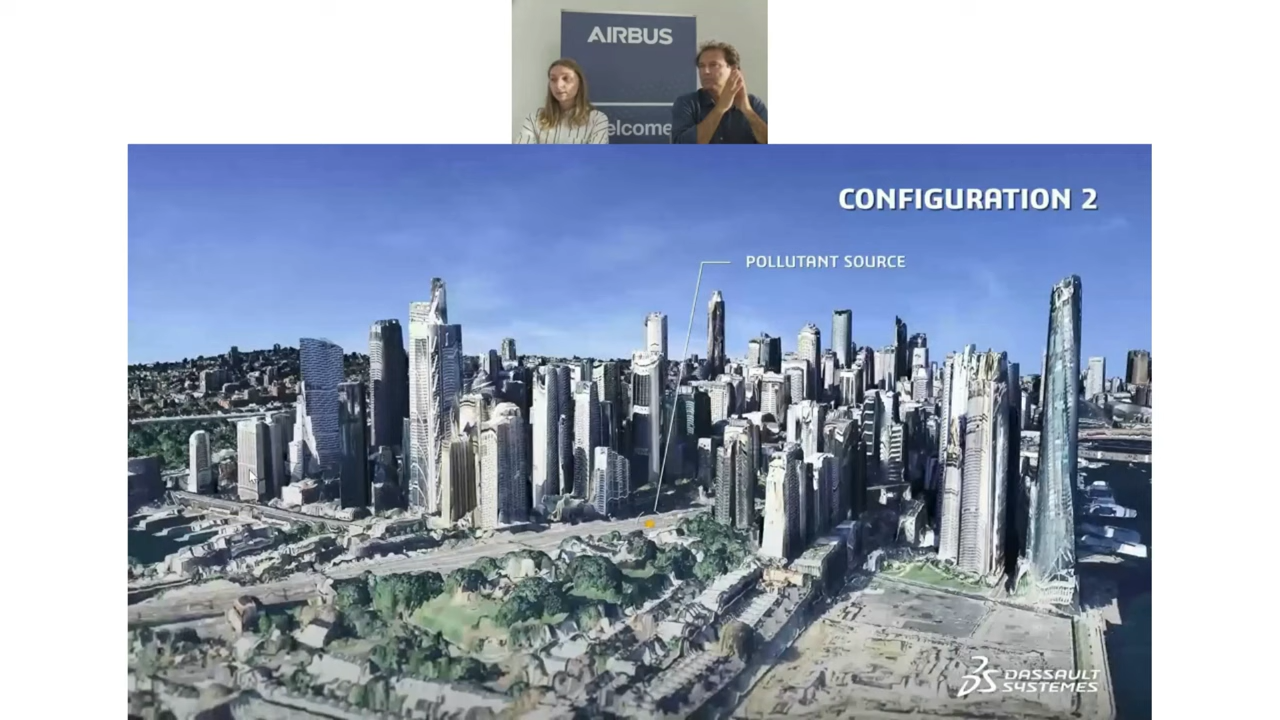 AIRBUS
elcome
CONFIGURATION 2
POLLUTANT SOURCE
DASSAULT
SYSTEMES